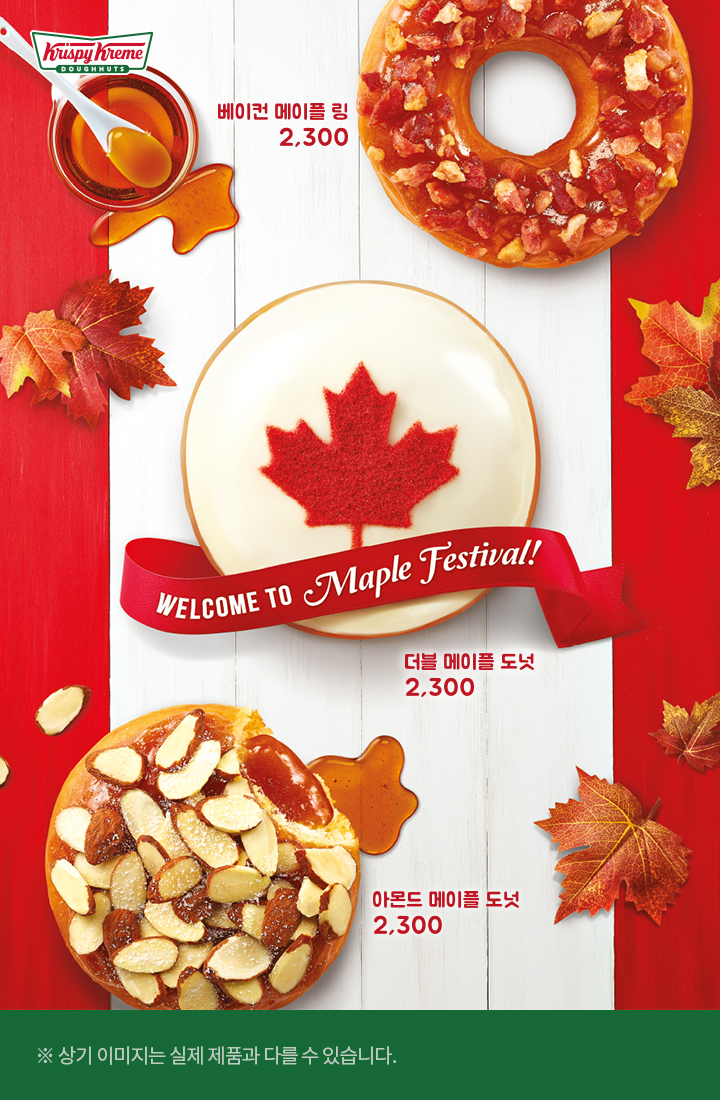 Krispy Kreme
DOUGHNUTS
베이컨 메이플 링
2,300
WELCOME TO Maple Festival!
더블 메이플 도넛
2,300
아몬드 메이플 도넛
2,300
※ 상기 이미지는 실제 제품과 다를 수 있습니다.